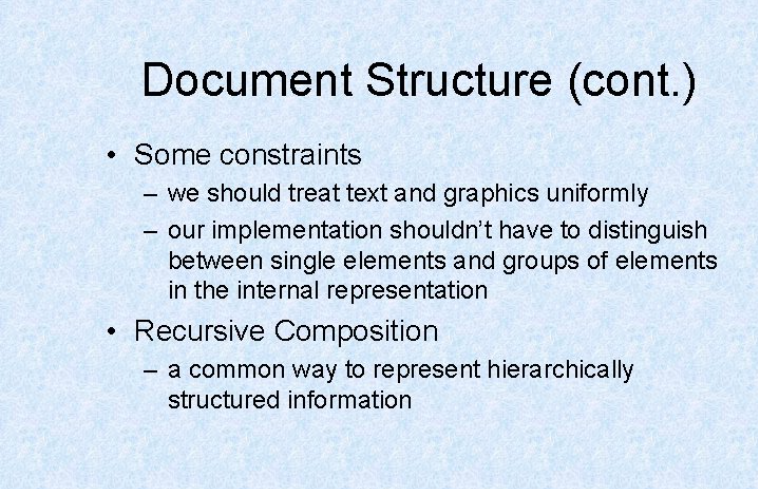 Document Structure (cont.)
• Some constraints
– we should treat text and graphics uniformly
– our implementation shouldn't have to distinguish
between single elements and groups of elements
in the internal representation
• Recursive Composition
– a common way to represent hierarchically
structured information